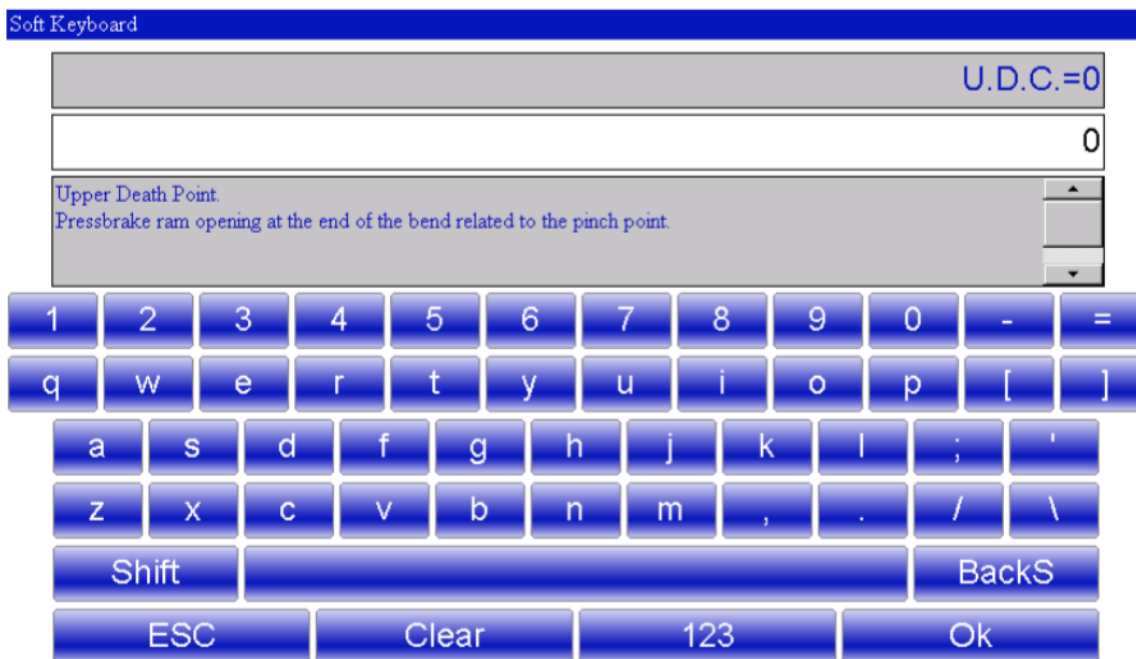 Soft Keyboard
U.D.C.=0
0
Upper Death Point.
Pressbrake ram opening at the end of the bend related to the pinch point.
1 2 3 4 5 6 7 8 9 0 - =
q w e r t y u i o p [ ]
a s d f g h j k l ; '
z x c v b n m , . / \
Shift BackS
ESC Clear 123 Ok